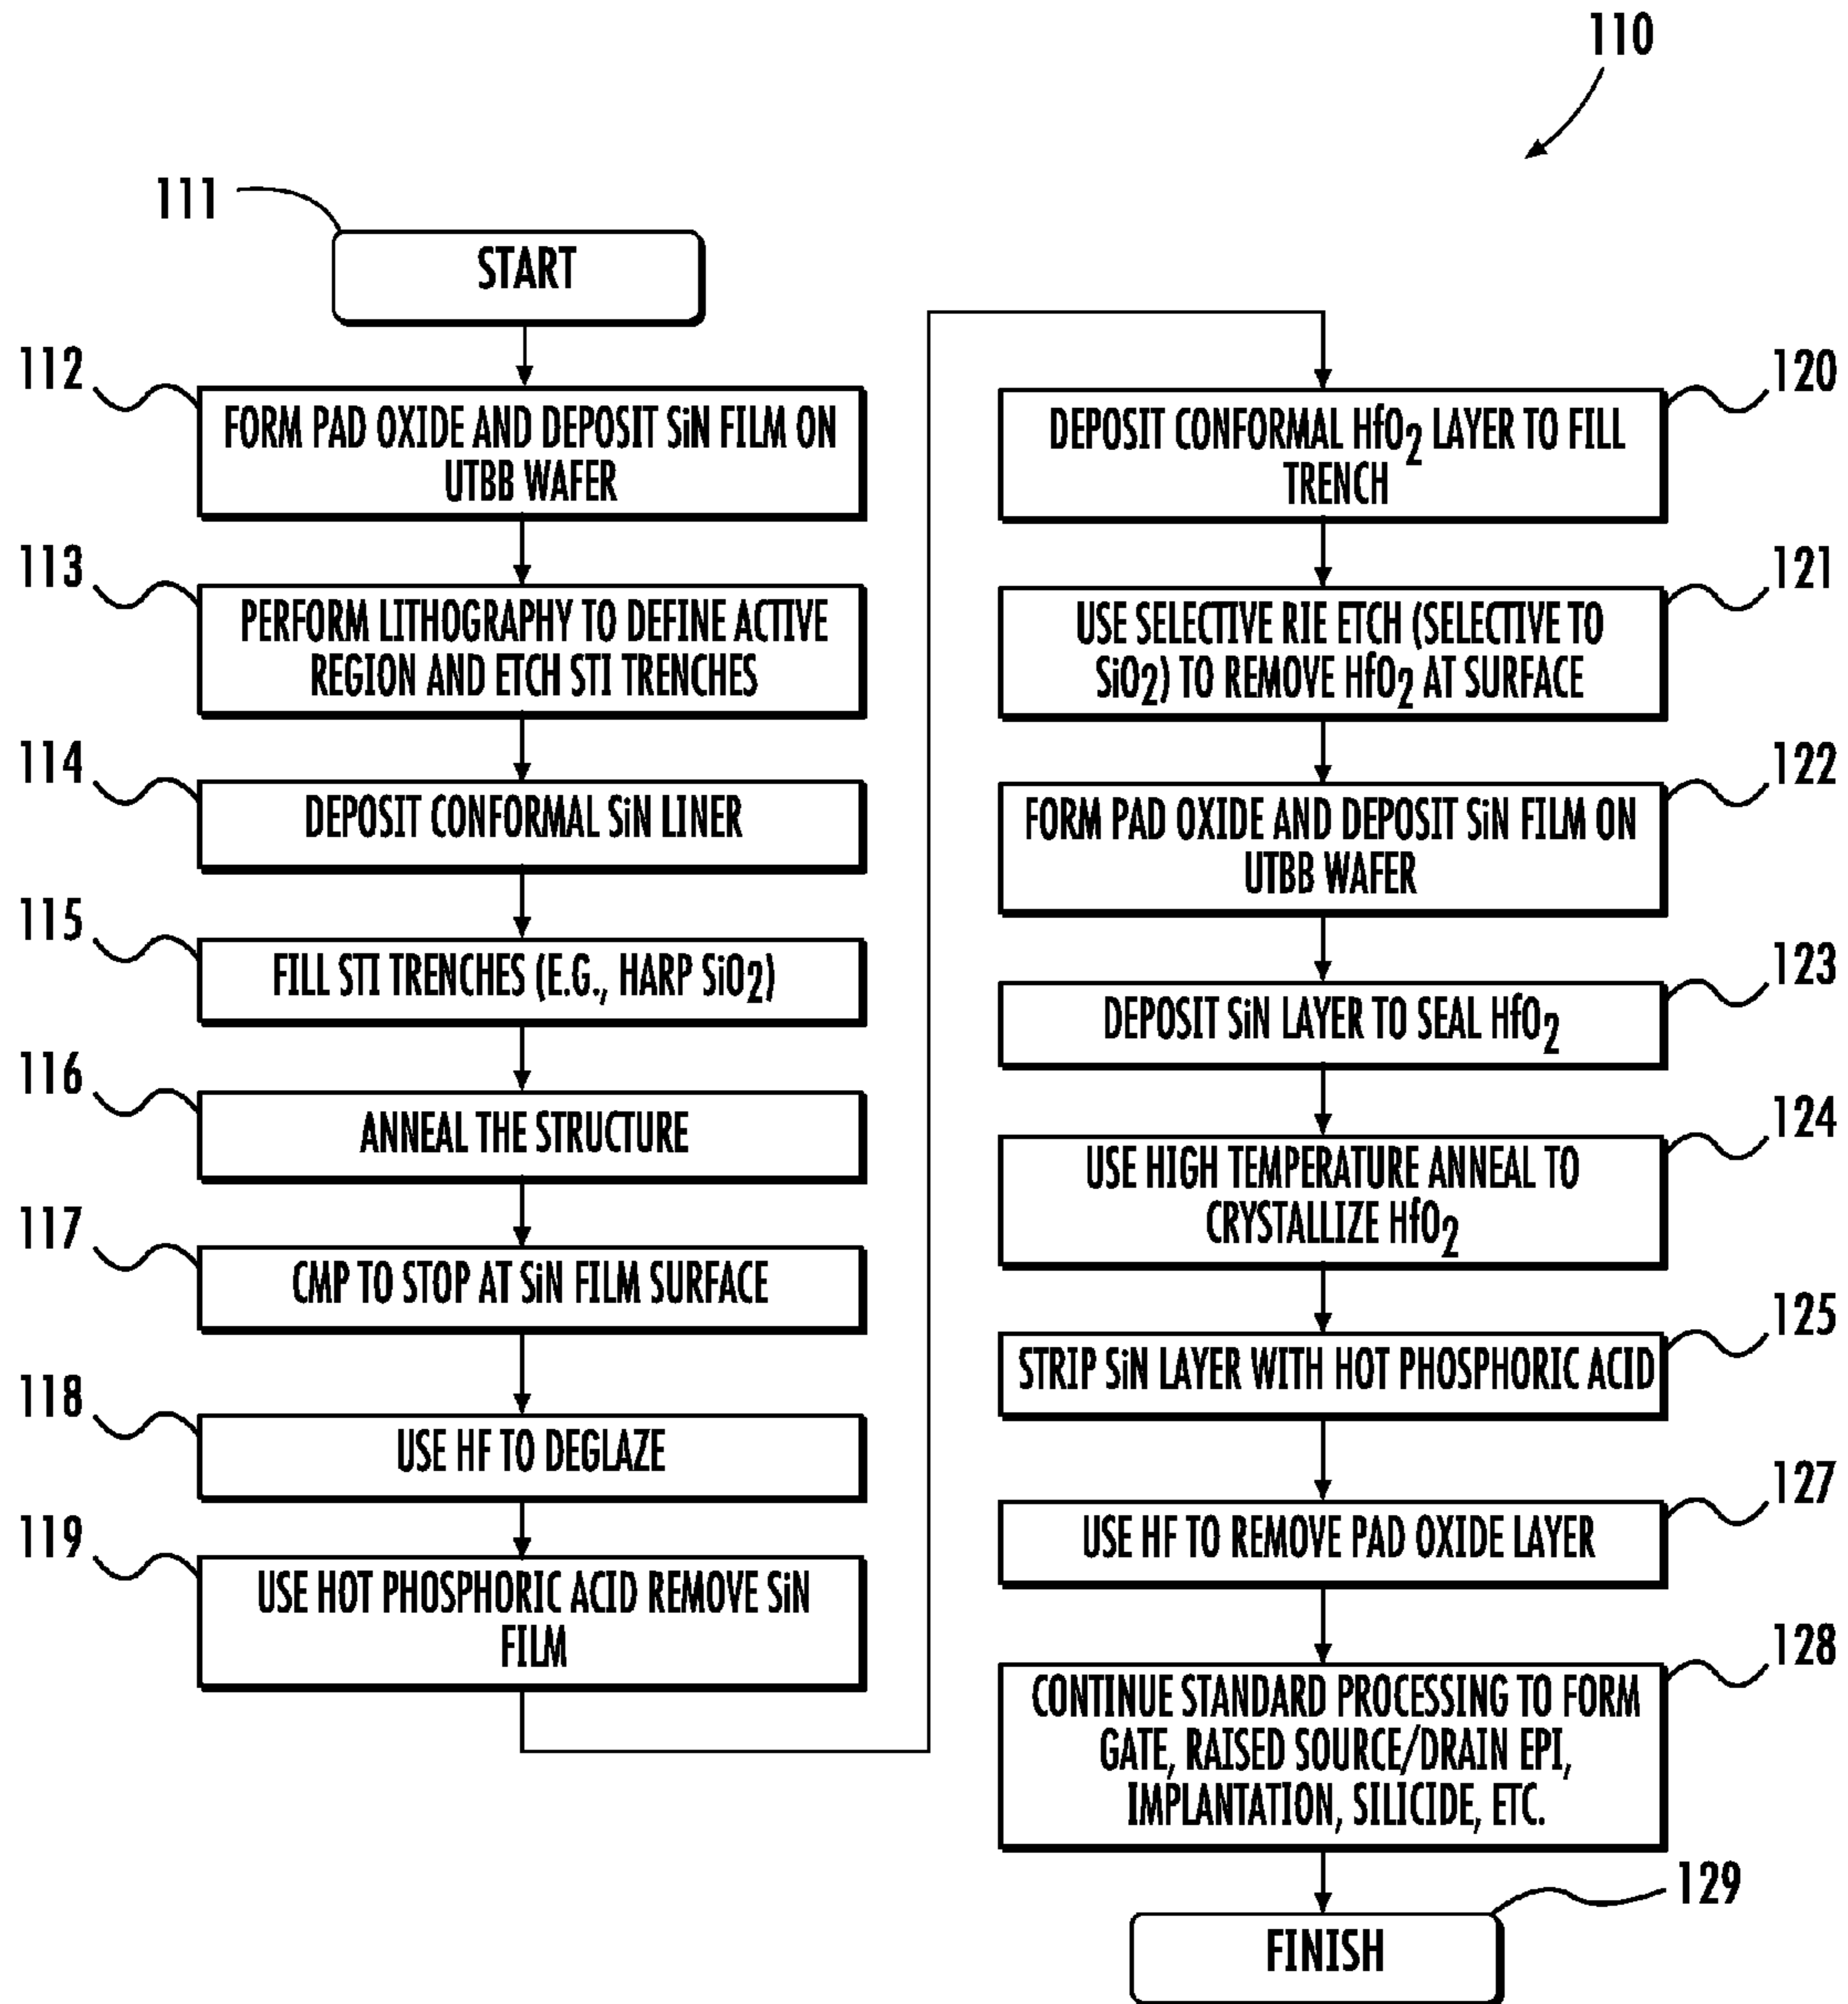 110
111
START
112
FORM PAD OXIDE AND DEPOSIT SiN FILM ON
UTBB WAFER
113
PERFORM LITHOGRAPHY TO DEFINE ACTIVE
REGION AND ETCH STI TRENCHES
114
DEPOSIT CONFORMAL SiN LINER
115
FILL STI TRENCHES (E.G., HARP SiO2)
116
ANNEAL THE STRUCTURE
117
CMP TO STOP AT SiN FILM SURFACE
118
USE HF TO DEGLAZE
119
USE HOT PHOSPHORIC ACID REMOVE SiN
FILM
120
DEPOSIT CONFORMAL HfO2 LAYER TO FILL
TRENCH
121
USE SELECTIVE RIE ETCH (SELECTIVE TO
SiO2) TO REMOVE HfO2 AT SURFACE
122
FORM PAD OXIDE AND DEPOSIT SiN FILM ON
UTBB WAFER
123
DEPOSIT SiN LAYER TO SEAL HfO2
124
USE HIGH TEMPERATURE ANNEAL TO
CRYSTALLIZE HfO2
125
STRIP SiN LAYER WITH HOT PHOSPHORIC ACID
127
USE HF TO REMOVE PAD OXIDE LAYER
128
CONTINUE STANDARD PROCESSING TO FORM
GATE, RAISED SOURCE/DRAIN EPI,
IMPLANTATION, SILICIDE, ETC.
129
FINISH